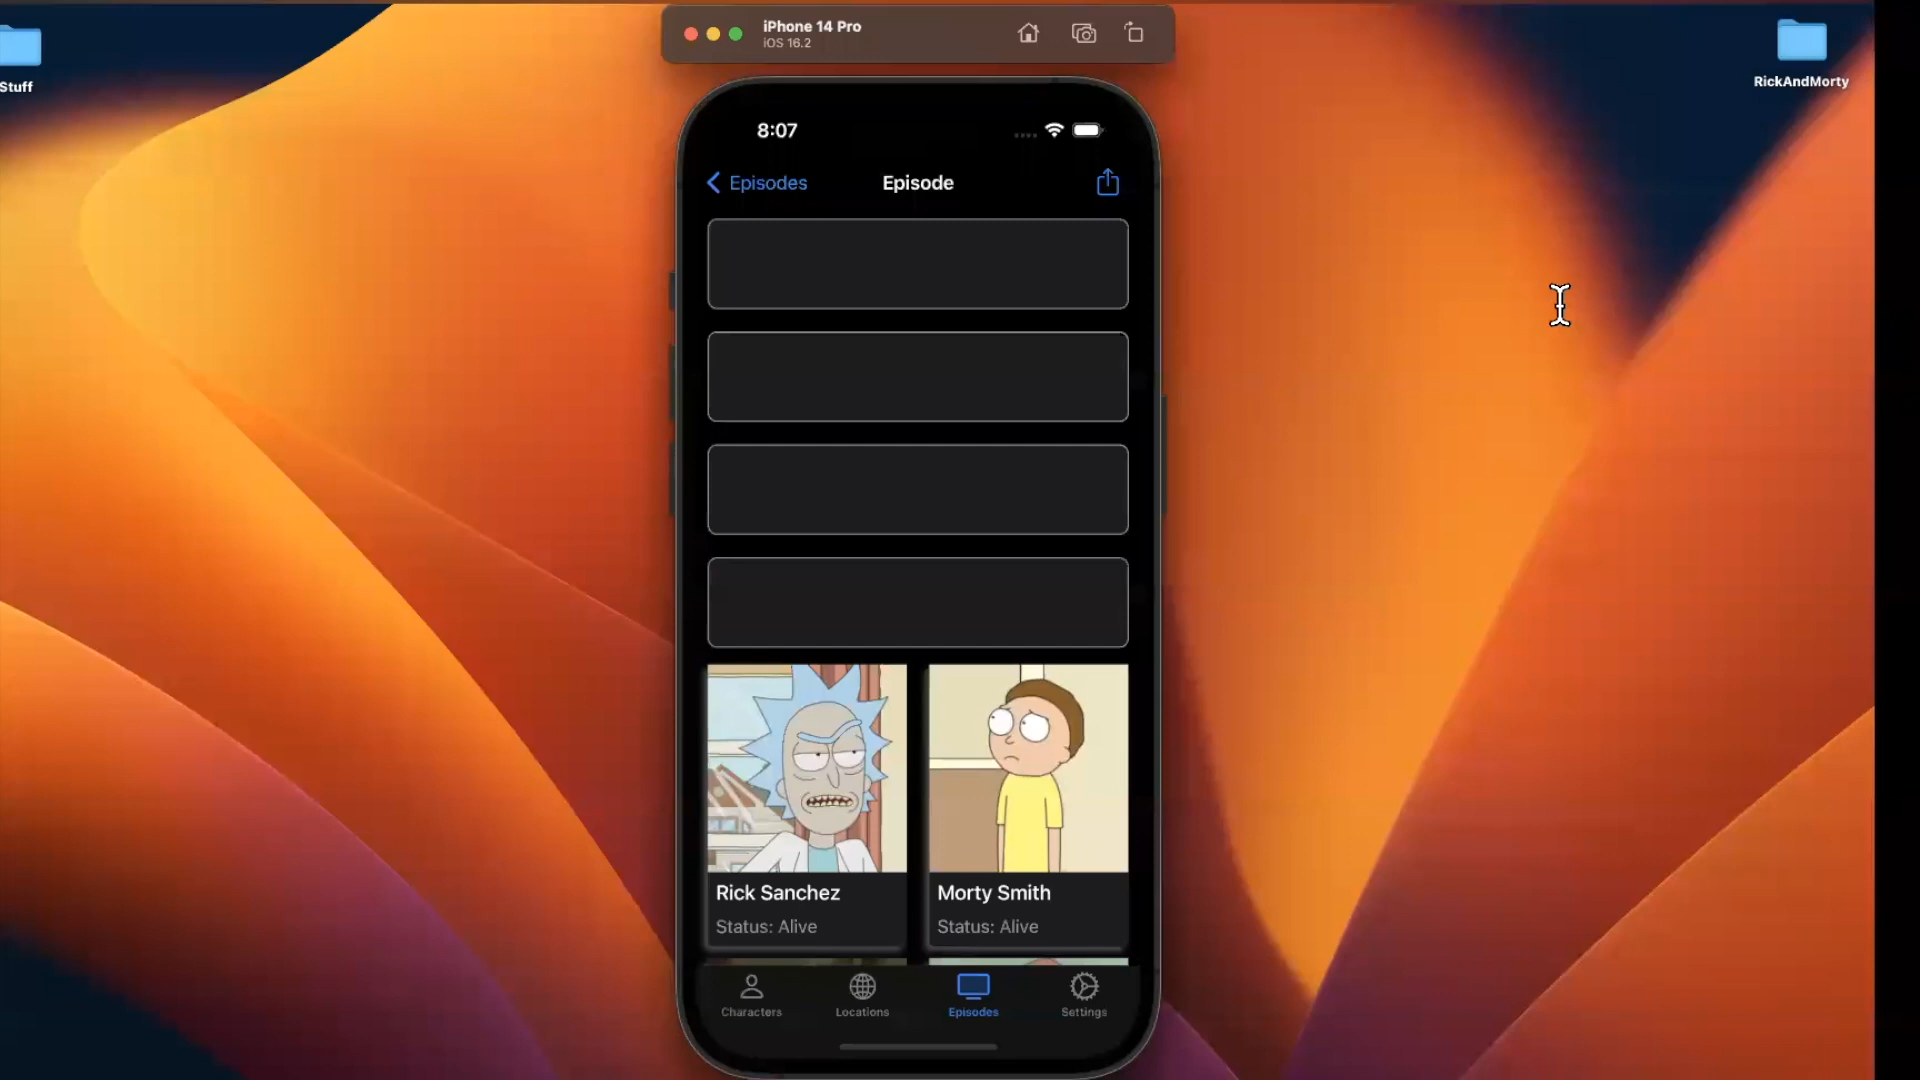 iPhone 14 Pro
iOS 16.2
Stuff
RickAndMorty
8:07
Episodes
Episode
Rick Sanchez
Morty Smith
Status: Alive
Status: Alive
Characters
Locations
Episodes
Settings